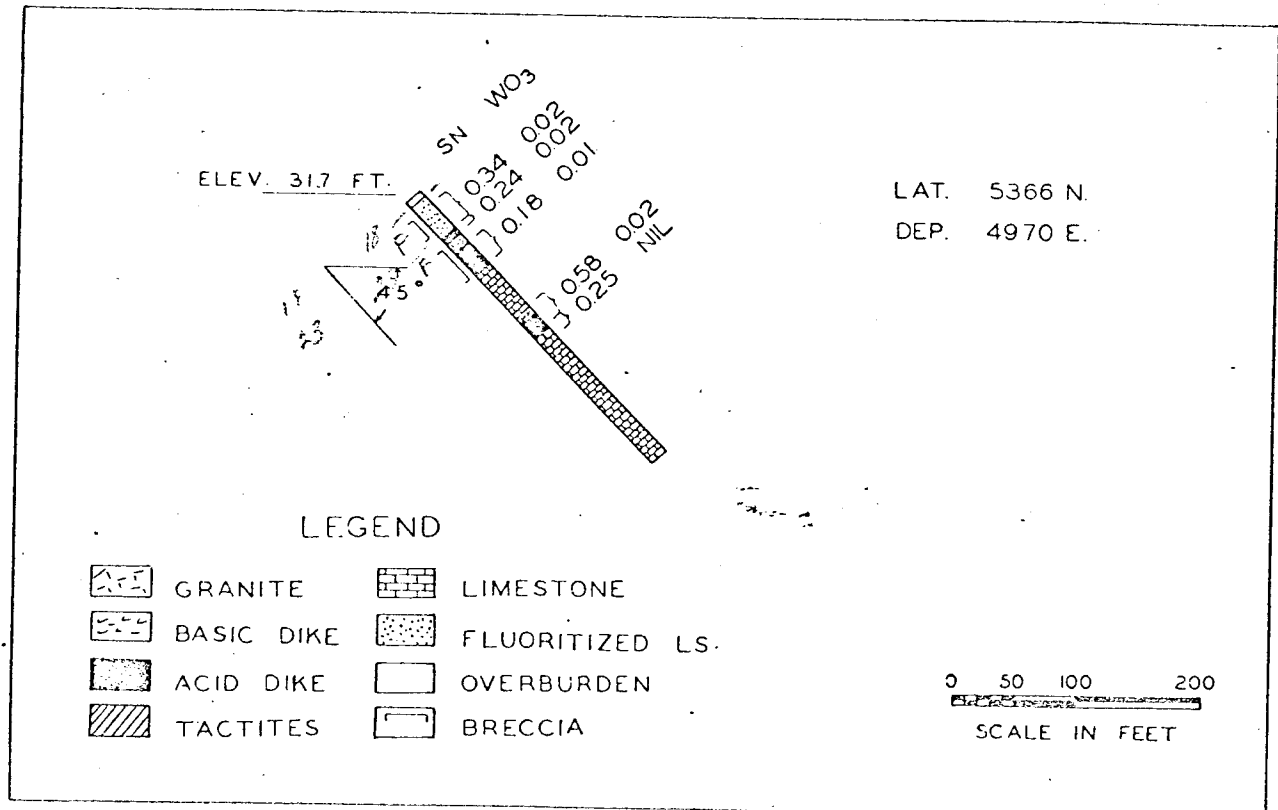 SN WO3
0.34 0.02
0.24 0.02
0.18 0.01
0.58 0.02
0.25 NIL
ELEV. 31.7 FT.
F
45°
LAT. 5366 N.
DEP. 4970 E.
LEGEND
GRANITE
BASIC DIKE
ACID DIKE
TACTITES
LIMESTONE
FLUORITIZED LS.
OVERBURDEN
BRECCIA
0 50 100 200
SCALE IN FEET